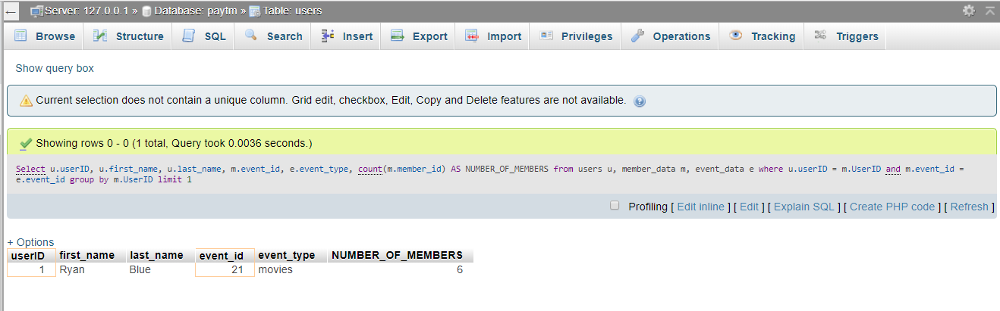 Server: 127.0.0.1 » Database: paytm » Table: users
Browse Structure SQL Search Insert Export Import Privileges Operations Tracking Triggers
Show query box
Current selection does not contain a unique column. Grid edit, checkbox, Edit, Copy and Delete features are not available.
Showing rows 0 - 0 (1 total, Query took 0.0036 seconds.)
Select u.userID, u.first_name, u.last_name, m.event_id, e.event_type, count(m.member_id) AS NUMBER_OF_MEMBERS from users u, member_data m, event_data e where u.userID = m.UserID and m.event_id =
e.event_id group by m.UserID limit 1
Profiling [ Edit inline ] [ Edit ] [ Explain SQL ] [ Create PHP code ] [ Refresh ]
+ Options
userID first_name last_name event_id event_type NUMBER_OF_MEMBERS
1 Ryan Blue 21 movies 6